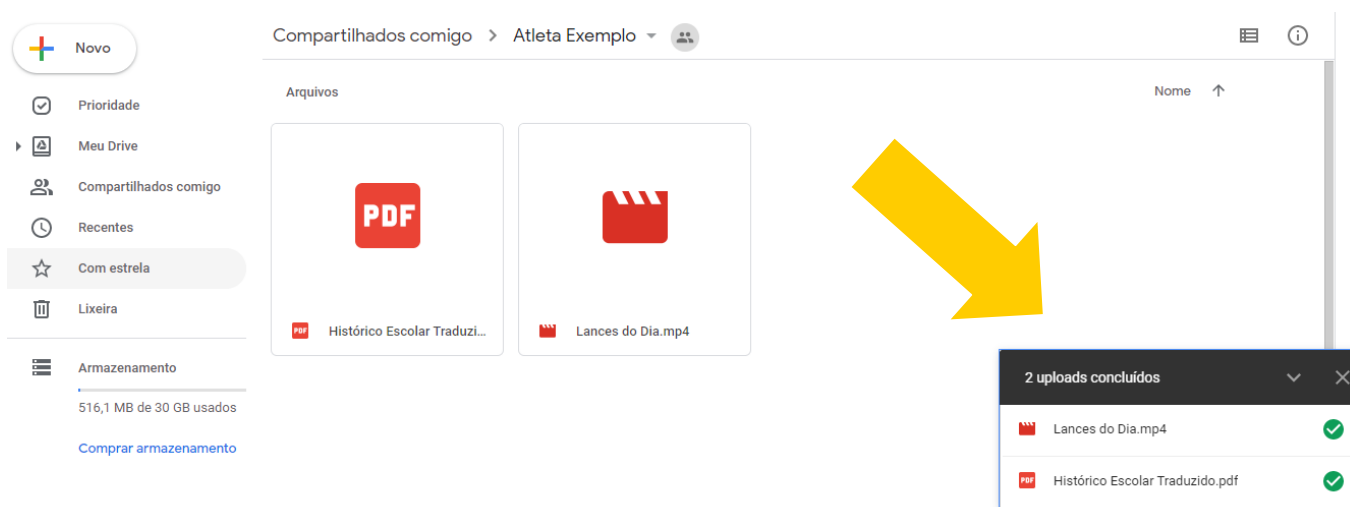 Novo
Prioridade
Meu Drive
Compartilhados comigo
Recentes
Com estrela
Lixeira
Armazenamento
516,1 MB de 30 GB usados
Comprar armazenamento
Compartilhados comigo > Atleta Exemplo
Arquivos
Nome
PDF
PDF Histórico Escolar Traduzi...
Lances do Dia.mp4
2 uploads concluídos
Lances do Dia.mp4
PDF Histórico Escolar Traduzido.pdf